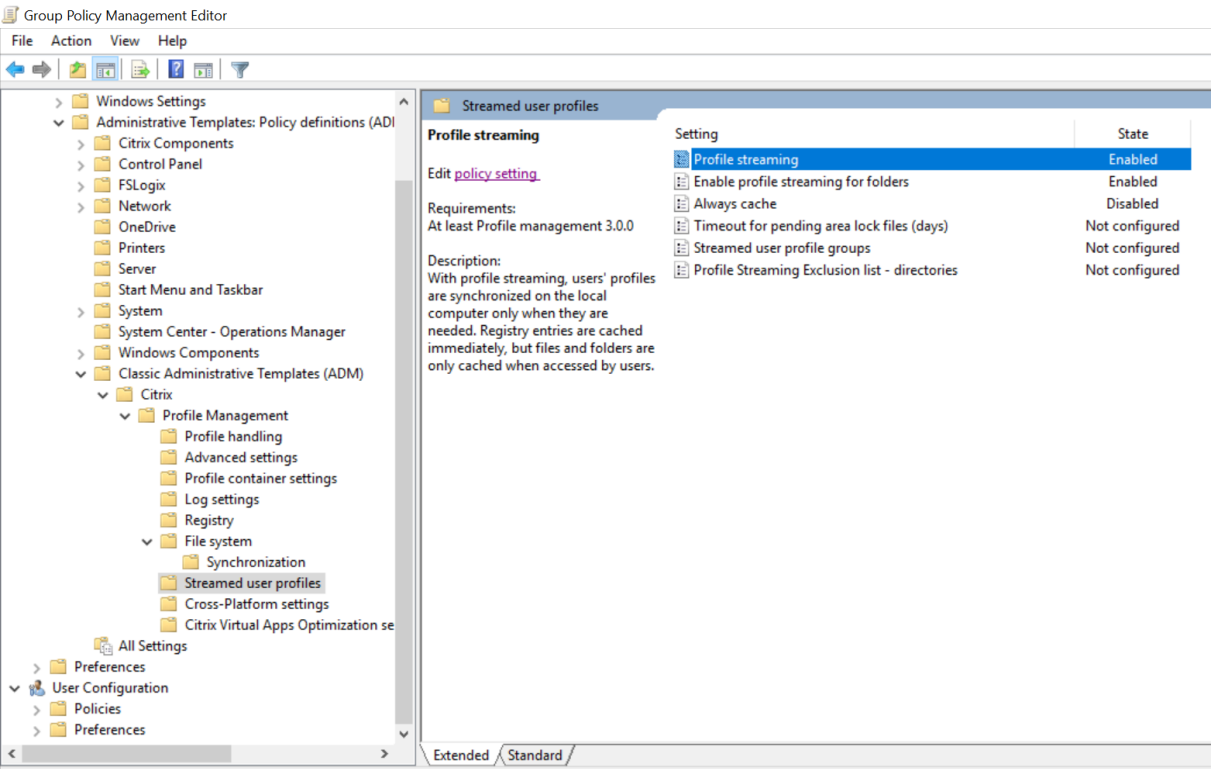 Group Policy Management Editor
File Action View Help
Windows Settings
Administrative Templates: Policy definitions (ADI
Citrix Components
Control Panel
FSLogix
Network
OneDrive
Printers
Server
Start Menu and Taskbar
System
System Center - Operations Manager
Windows Components
Classic Administrative Templates (ADM)
Citrix
Profile Management
Profile handling
Advanced settings
Profile container settings
Log settings
Registry
File system
Synchronization
Streamed user profiles
Cross-Platform settings
Citrix Virtual Apps Optimization se
All Settings
Preferences
User Configuration
Policies
Preferences
Streamed user profiles
Profile streaming
Edit policy setting
Requirements:
At least Profile management 3.0.0
Description:
With profile streaming, users' profiles
are synchronized on the local
computer only when they are
needed. Registry entries are cached
immediately, but files and folders are
only cached when accessed by users.
Setting State
Profile streaming Enabled
Enable profile streaming for folders Enabled
Always cache Disabled
Timeout for pending area lock files (days) Not configured
Streamed user profile groups Not configured
Profile Streaming Exclusion list - directories Not configured
Extended Standard